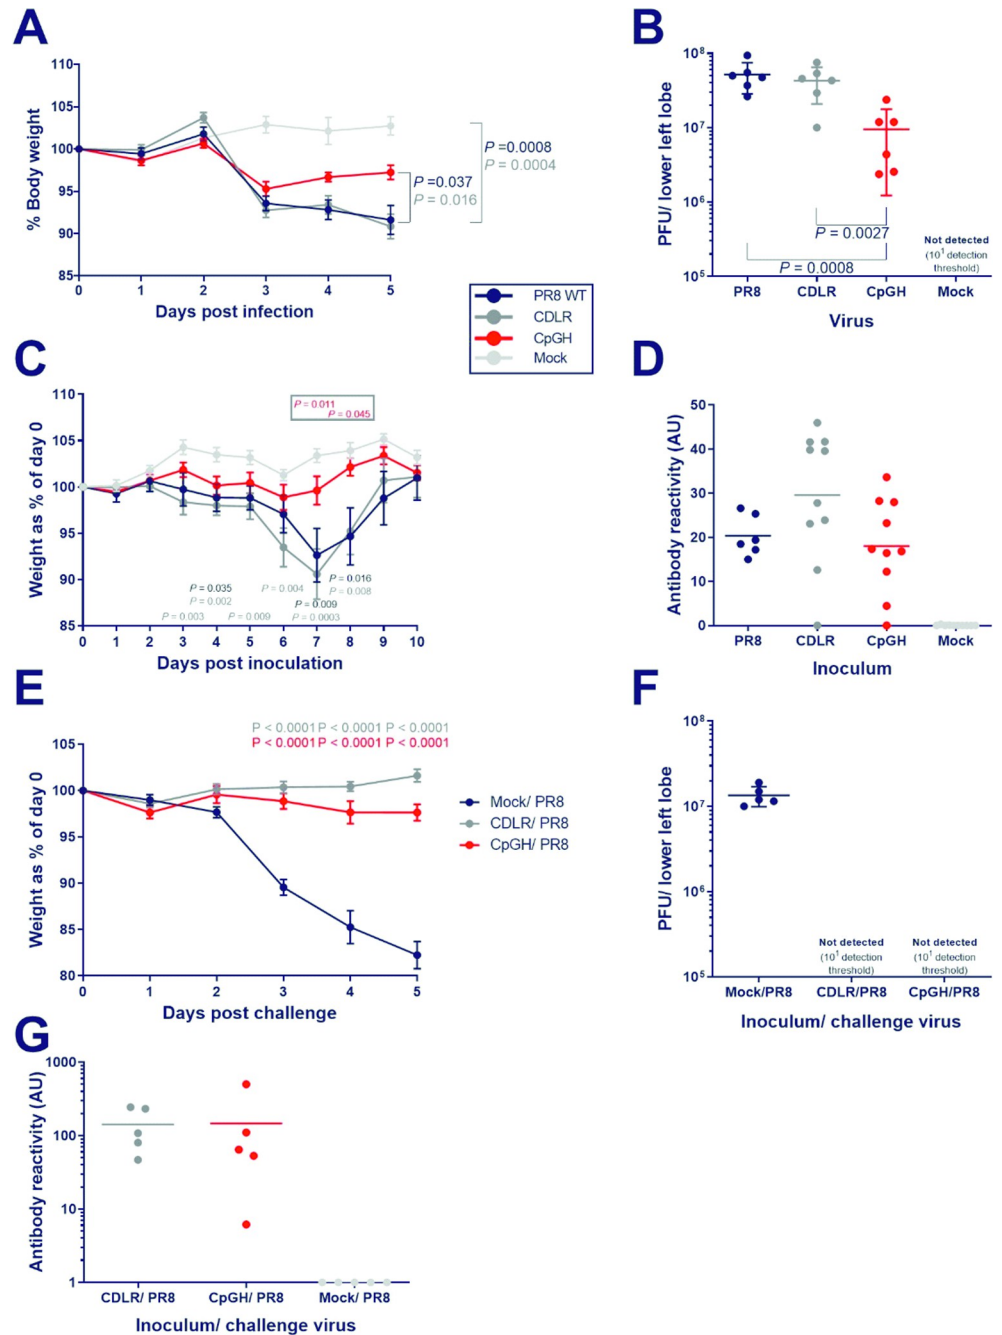 A
110
105
100
95
90
85
% Body weight
0 1 2 3 4 5
Days post infection
P =0.0008
P = 0.0004
P =0.037
P = 0.016
B
10⁸
10⁷
10⁶
10⁵
PFU/ lower left lobe
P = 0.0027
P = 0.0008
Not detected
(10¹ detection
threshold)
PR8 CDLR CpGH Mock
Virus
PR8 WT
CDLR
CpGH
Mock
C
110
105
100
95
90
85
Weight as % of day 0
P = 0.011
P = 0.045
P = 0.016
P = 0.035 P = 0.004 P = 0.008
P = 0.002 P = 0.009
P = 0.003 P = 0.009 P = 0.0003
0 1 2 3 4 5 6 7 8 9 10
Days post inoculation
D
50
40
30
20
10
0
Antibody reactivity (AU)
PR8 CDLR CpGH Mock
Inoculum
E
P < 0.0001 P < 0.0001 P < 0.0001
P < 0.0001 P < 0.0001 P < 0.0001
105
100
95
90
85
80
Weight as % of day 0
0 1 2 3 4 5
Days post challenge
Mock/ PR8
CDLR/ PR8
CpGH/ PR8
F
10⁸
10⁷
10⁶
10⁵
PFU/ lower left lobe
Not detected Not detected
(10¹ detection (10¹ detection
threshold) threshold)
Mock/PR8 CDLR/PR8 CpGH/PR8
Inoculum/ challenge virus
G
1000
100
10
1
Antibody reactivity (AU)
CDLR/ PR8 CpGH/ PR8 Mock/ PR8
Inoculum/ challenge virus